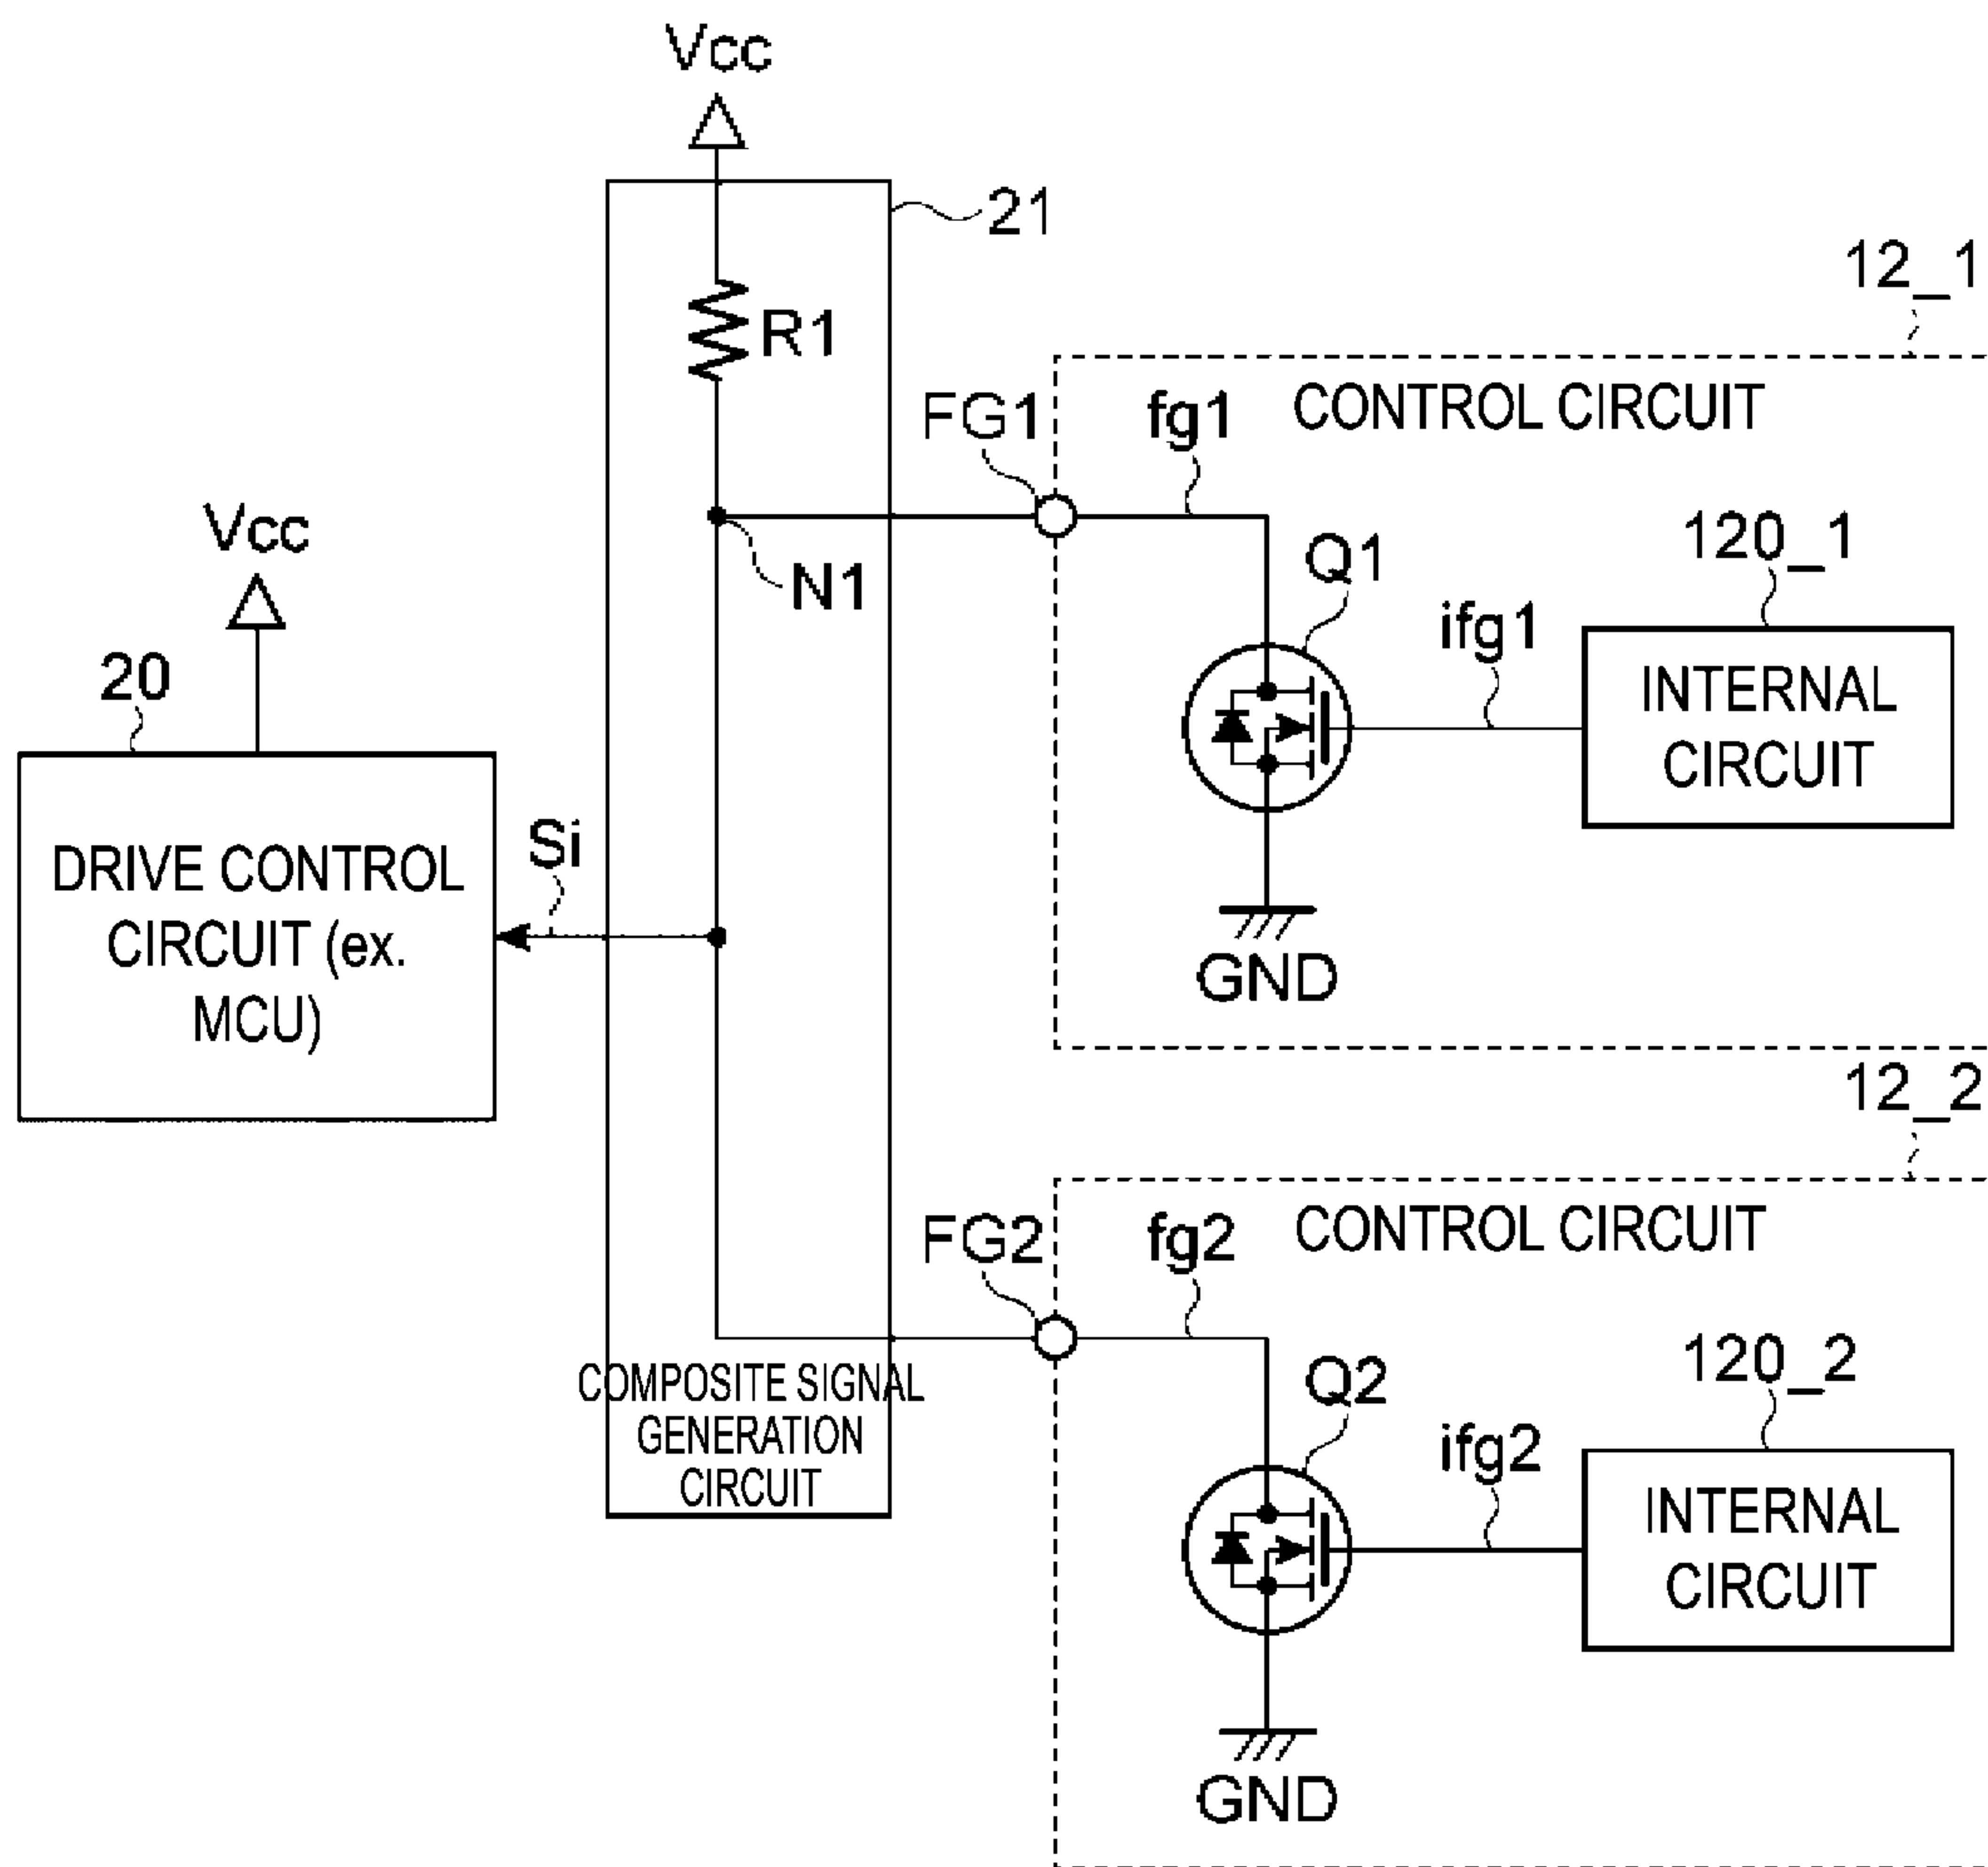 Vcc
21
R1
12_1
CONTROL CIRCUIT
FG1
fg1
Vcc
N1
Q1
120_1
ifg1
INTERNAL
CIRCUIT
20
DRIVE CONTROL
CIRCUIT (ex.
MCU)
Si
GND
12_2
CONTROL CIRCUIT
FG2
fg2
COMPOSITE SIGNAL
GENERATION
CIRCUIT
Q2
120_2
ifg2
INTERNAL
CIRCUIT
GND